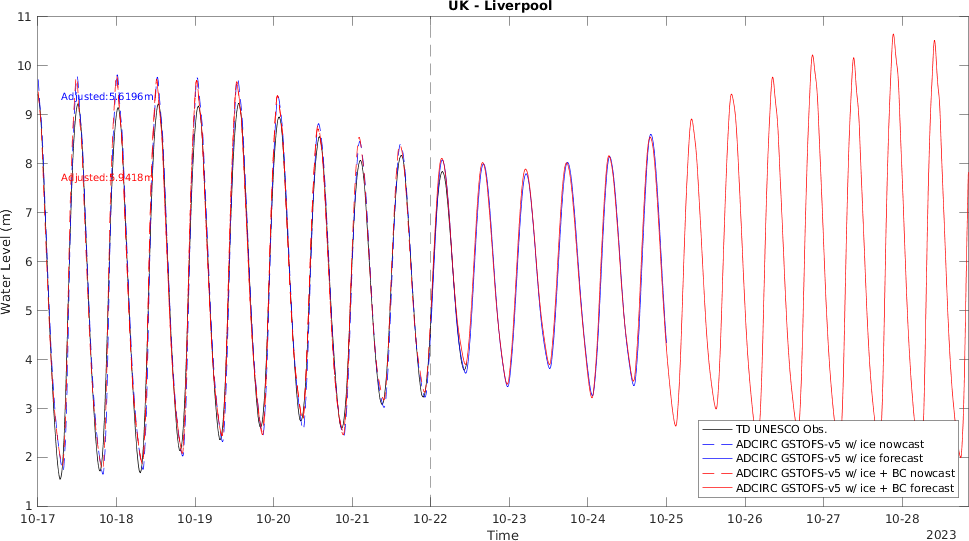 UK - Liverpool
11
10
9
8
7
6
5
4
3
2
1
Water Level (m)
Adjusted:5.6196m
Adjusted:5.9418m
TD UNESCO Obs.
ADCIRC GSTOFS-v5 w/ ice nowcast
ADCIRC GSTOFS-v5 w/ ice forecast
ADCIRC GSTOFS-v5 w/ ice + BC nowcast
ADCIRC GSTOFS-v5 w/ ice + BC forecast
10-17 10-18 10-19 10-20 10-21 10-22 10-23 10-24 10-25 10-26 10-27 10-28
Time
2023